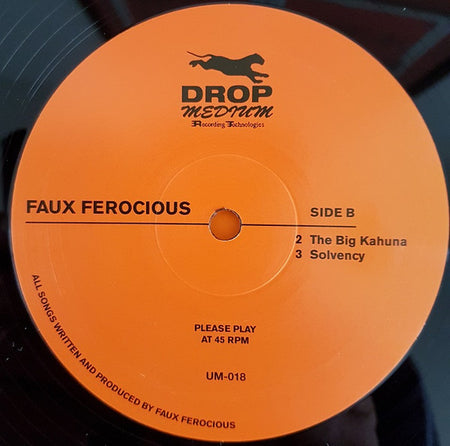 DROP
MEDIUM
Recording Technologies
FAUX FEROCIOUS
SIDE B
2 The Big Kahuna
3 Solvency
PLEASE PLAY
AT 45 RPM
UM-018
ALL SONGS WRITTEN AND PRODUCED BY FAUX FEROCIOUS